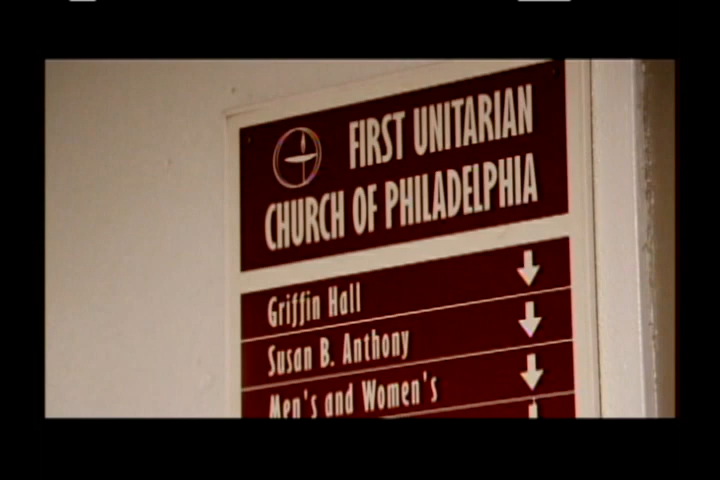 FIRST UNITARIAN
CHURCH OF PHILADELPHIA
Griffin Hall
Susan B. Anthony
Men's and Women's